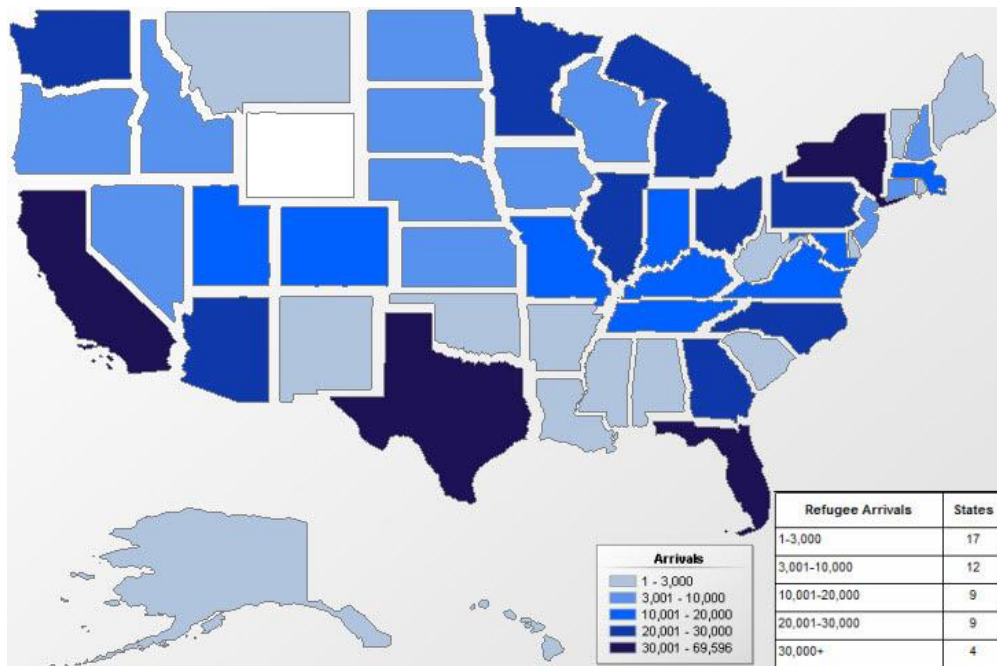 Arrivals
1 - 3,000
3,001 - 10,000
10,001 - 20,000
20,001 - 30,000
30,001 - 69,596
Refugee Arrivals States
1-3,000 17
3,001-10,000 12
10,001-20,000 9
20,001-30,000 9
30,000+ 4